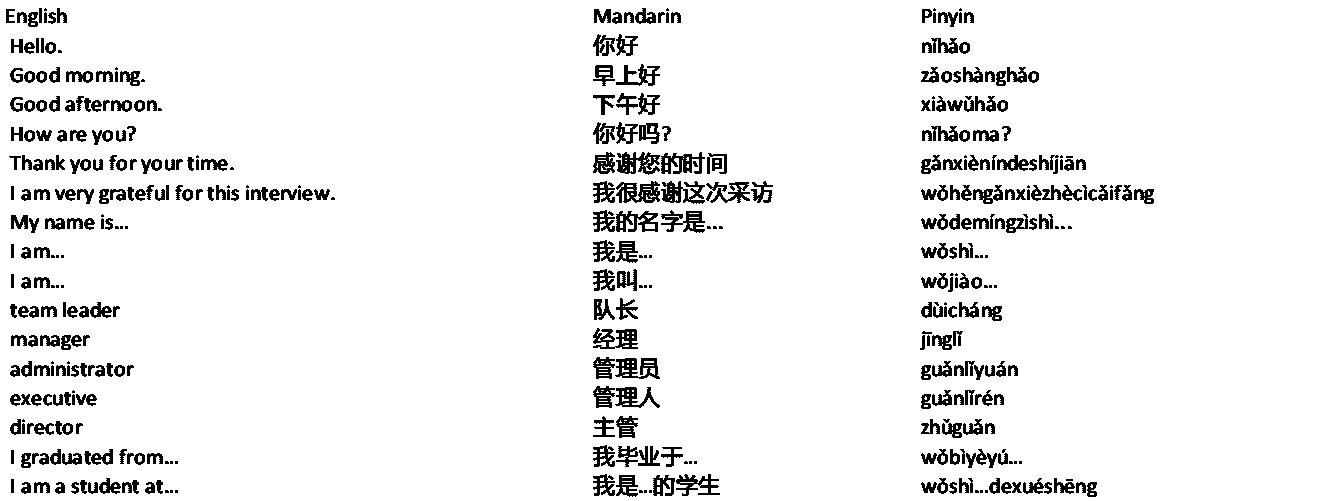 English Mandarin Pinyin
Hello. 你好 nǐhǎo
Good morning. 早上好 zǎoshànghǎo
Good afternoon. 下午好 xiàwǔhǎo
How are you? 你好吗? nǐhǎoma?
Thank you for your time. 感谢您的时间 gǎnxiènínde​shíjiān
I am very grateful for this interview. 我很感谢这次采访 wǒhěngǎnxièzhècìcǎifǎng
My name is... 我的名字是... wǒdemíngzìshì...
I am... 我是... wǒshì...
I am... 我叫... wǒjiào...
team leader 队长 dùicháng
manager 经理 jīnglǐ
administrator 管理员 guǎnlǐyuán
executive 管理人 guǎnlǐrén
director 主管 zhǔguǎn
I graduated from... 我毕业于... wǒbìyèyú...
I am a student at... 我是...的学生 wǒshì...dexuéshēng